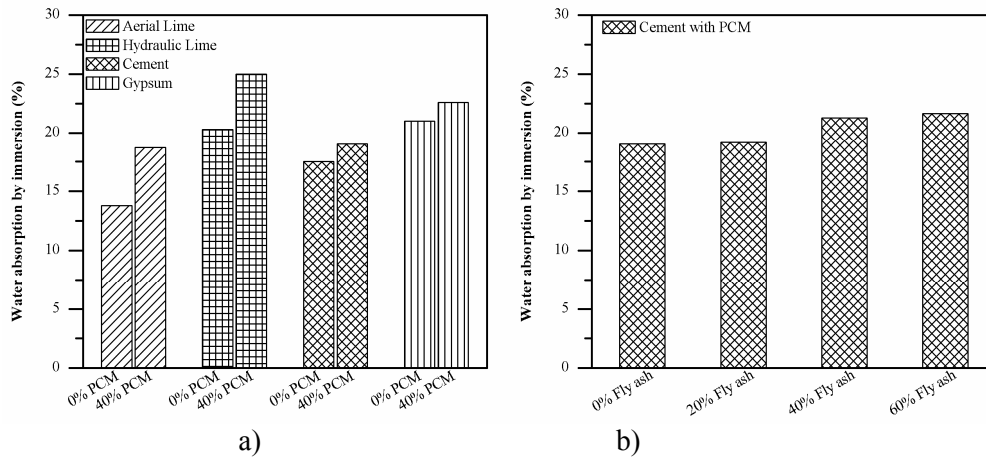 Water absorption by immersion (%)
30
25
20
15
10
5
0
Aerial Lime
Hydraulic Lime
Cement
Gypsum
0% PCM
40% PCM
0% PCM
40% PCM
0% PCM
40% PCM
0% PCM
40% PCM
a)
Water absorption by immersion (%)
30
25
20
15
10
5
0
Cement with PCM
0% Fly ash
20% Fly ash
40% Fly ash
60% Fly ash
b)